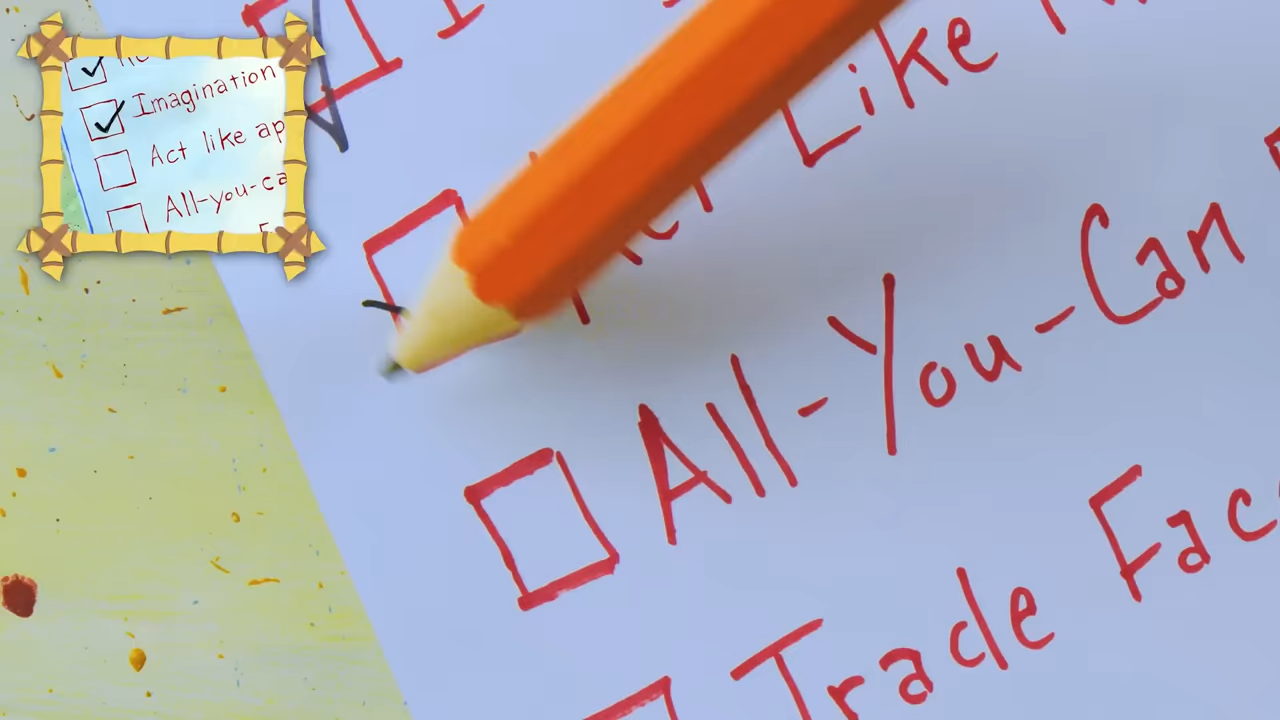 Imagination
Act like ap
All-you-ca
F
Like
All-You-Can
Trade Fac